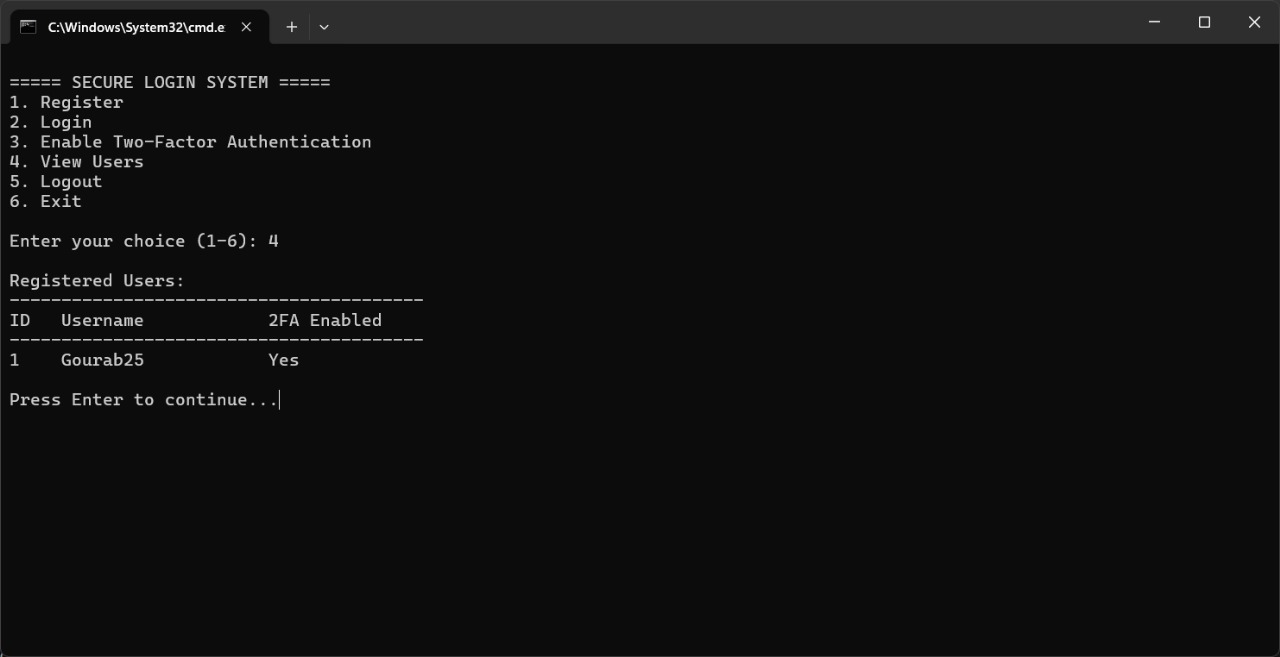 C:\Windows\System32\cmd.e
===== SECURE LOGIN SYSTEM =====
1. Register
2. Login
3. Enable Two-Factor Authentication
4. View Users
5. Logout
6. Exit
Enter your choice (1-6): 4
Registered Users:
----------------------------------------
ID   Username            2FA Enabled
----------------------------------------
1    Gourab25            Yes
Press Enter to continue...